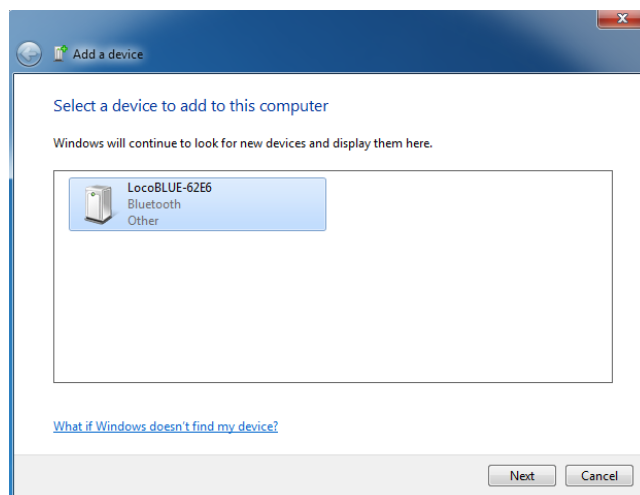 Add a device
Select a device to add to this computer
Windows will continue to look for new devices and display them here.
LocoBLUE-62E6
Bluetooth
Other
What if Windows doesn't find my device?
Next Cancel